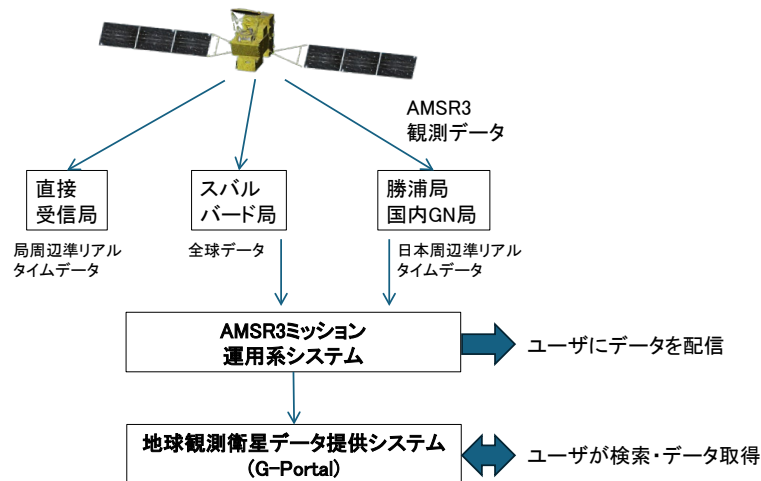 AMSR3
観測データ
直接
受信局
スバル
バード局
勝浦局
国内GN局
局周辺準リアル
タイムデータ
全球データ
日本周辺準リアル
タイムデータ
AMSR3ミッション
運用系システム
ユーザにデータを配信
地球観測衛星データ提供システム
(G-Portal)
ユーザが検索・データ取得